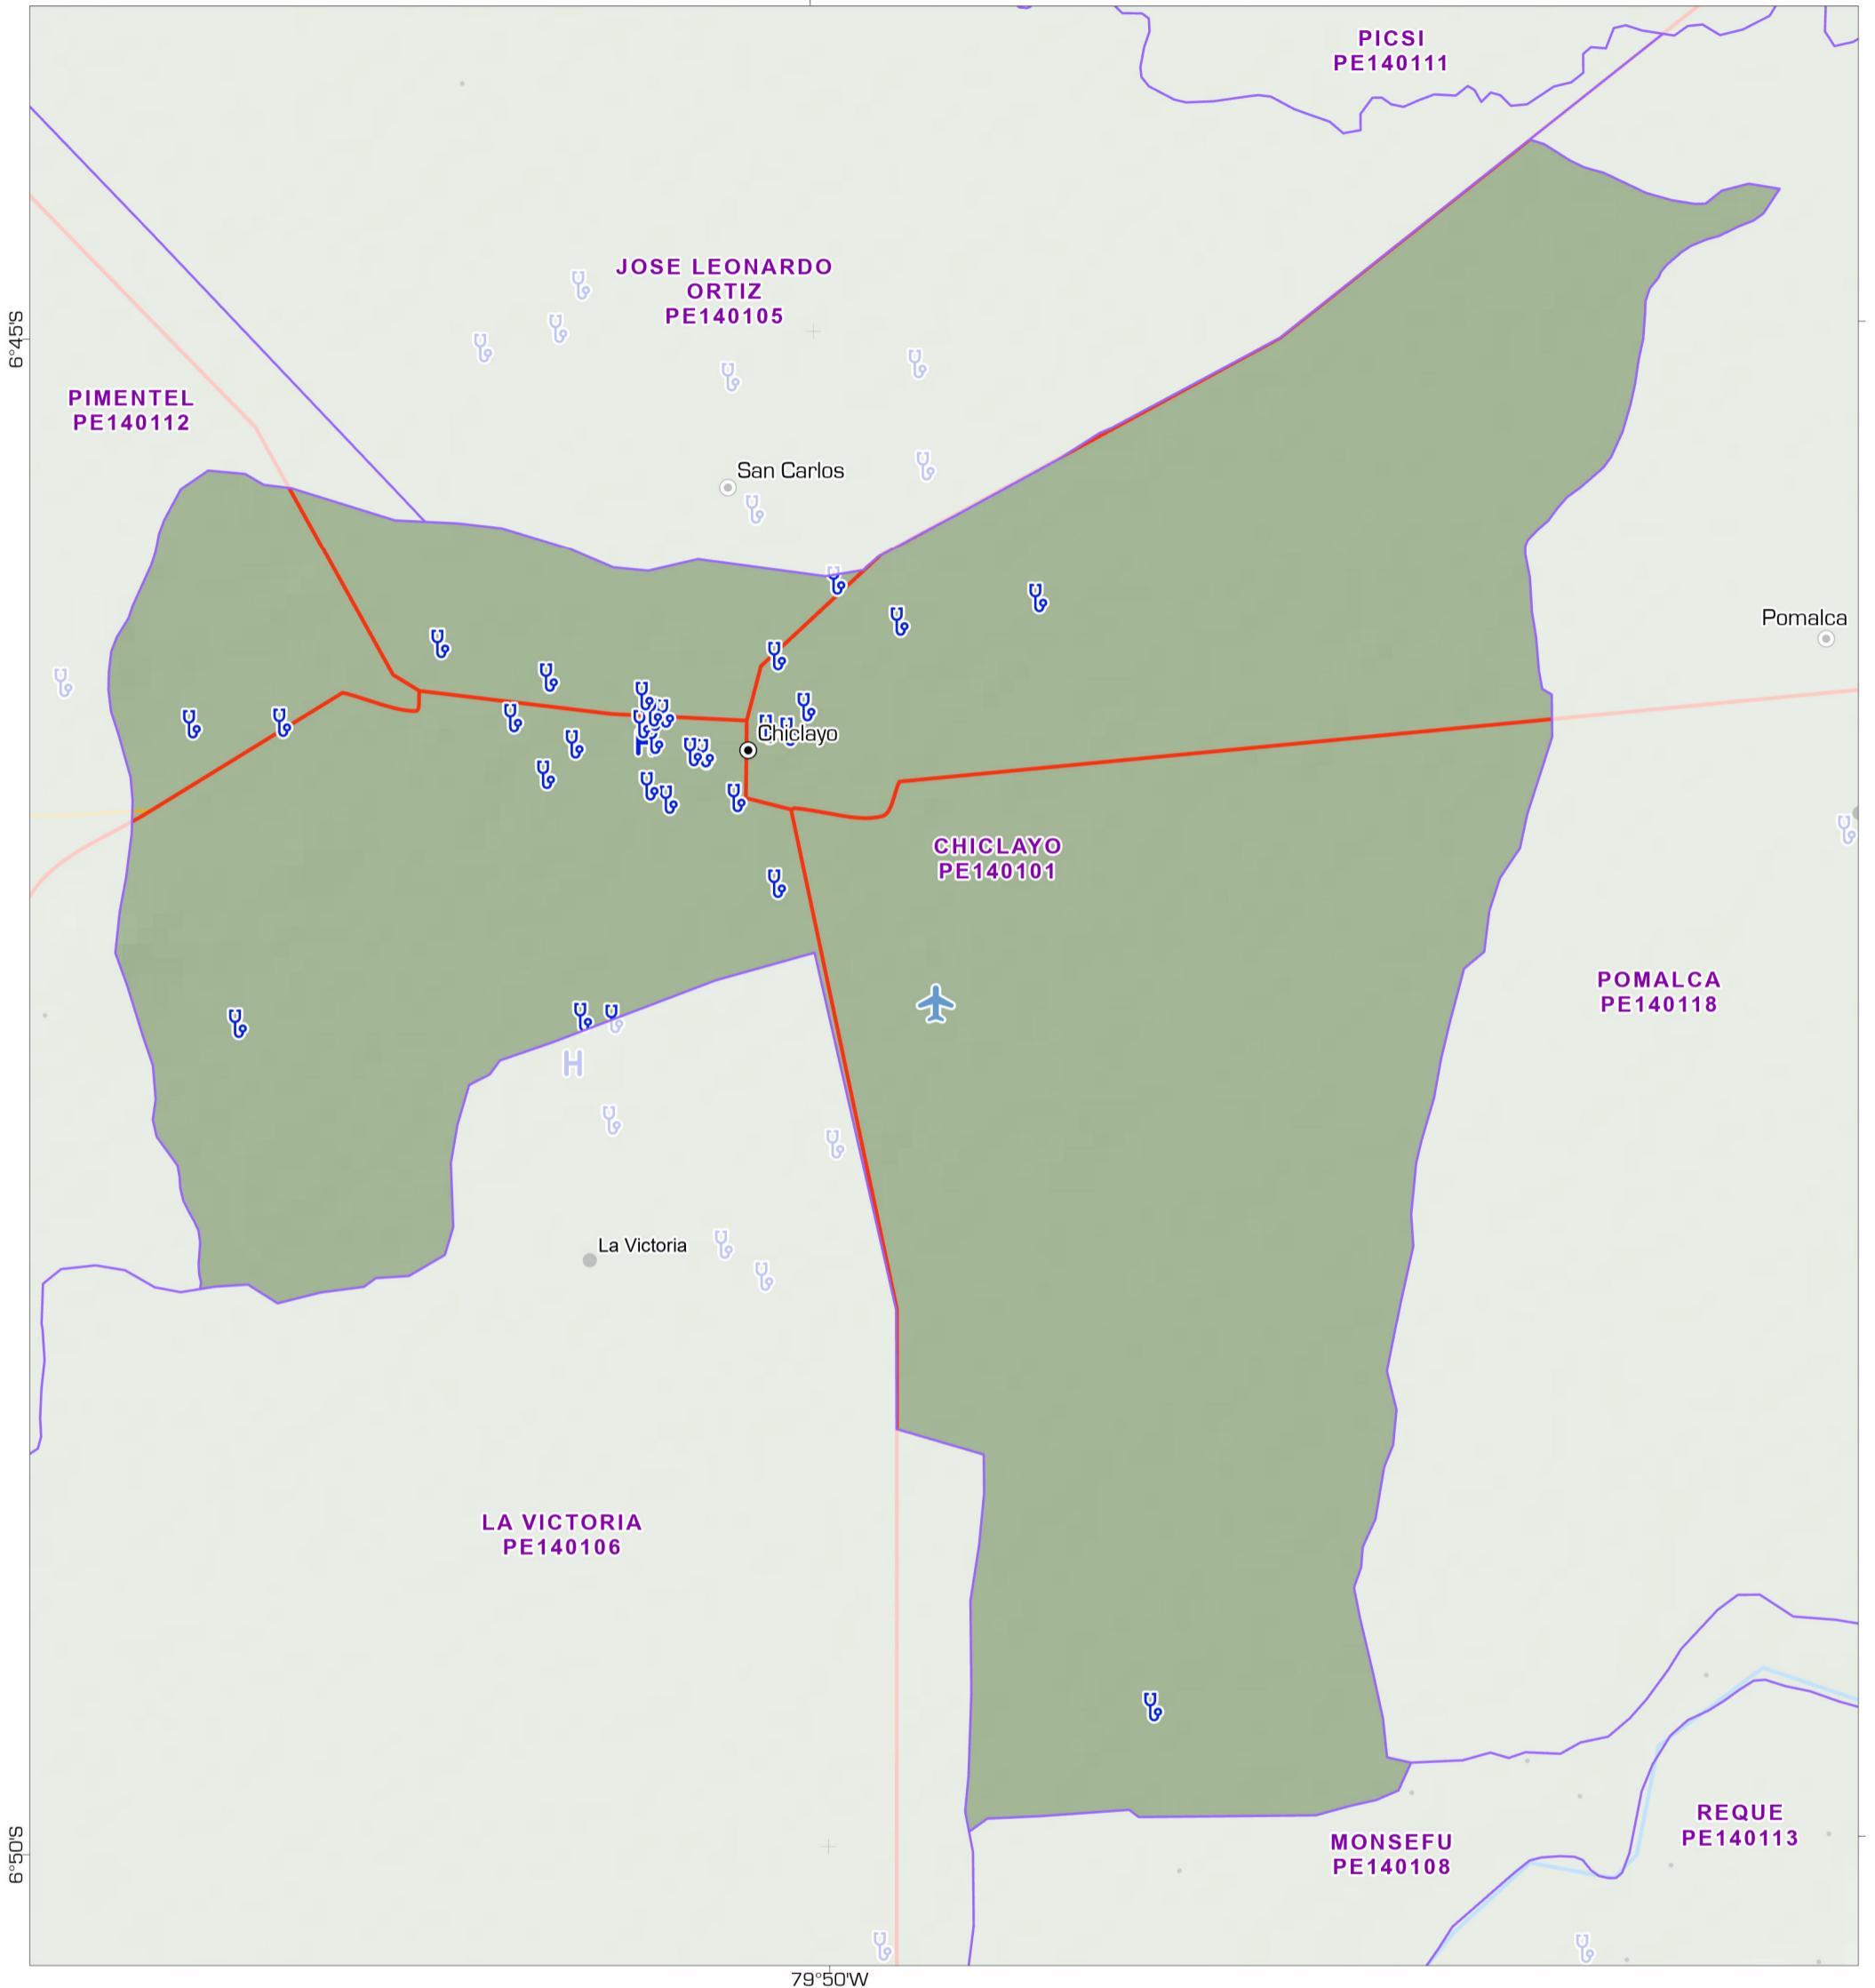 PICSI
PE140111
JOSE LEONARDO
ORTIZ
PE140105
6°45'S
PIMENTEL
PE140112
San Carlos
Pomalca
Chiclayo
H
CHICLAYO
PE140101
POMALCA
PE140118
H
La Victoria
LA VICTORIA
PE140106
REQUE
PE140113
MONSEFU
PE140108
6°50'S
79°50'W